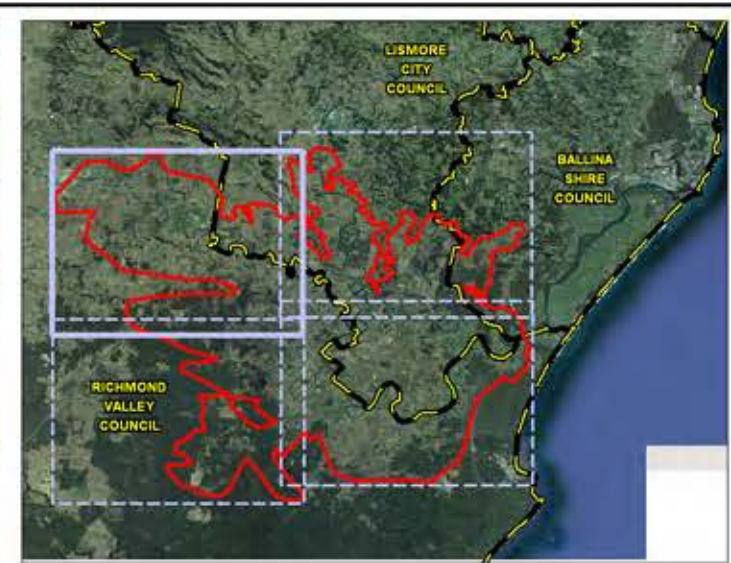 LISMORE
CITY
COUNCIL
BALLINA
SHIRE
COUNCIL
RICHMOND
VALLEY
COUNCIL